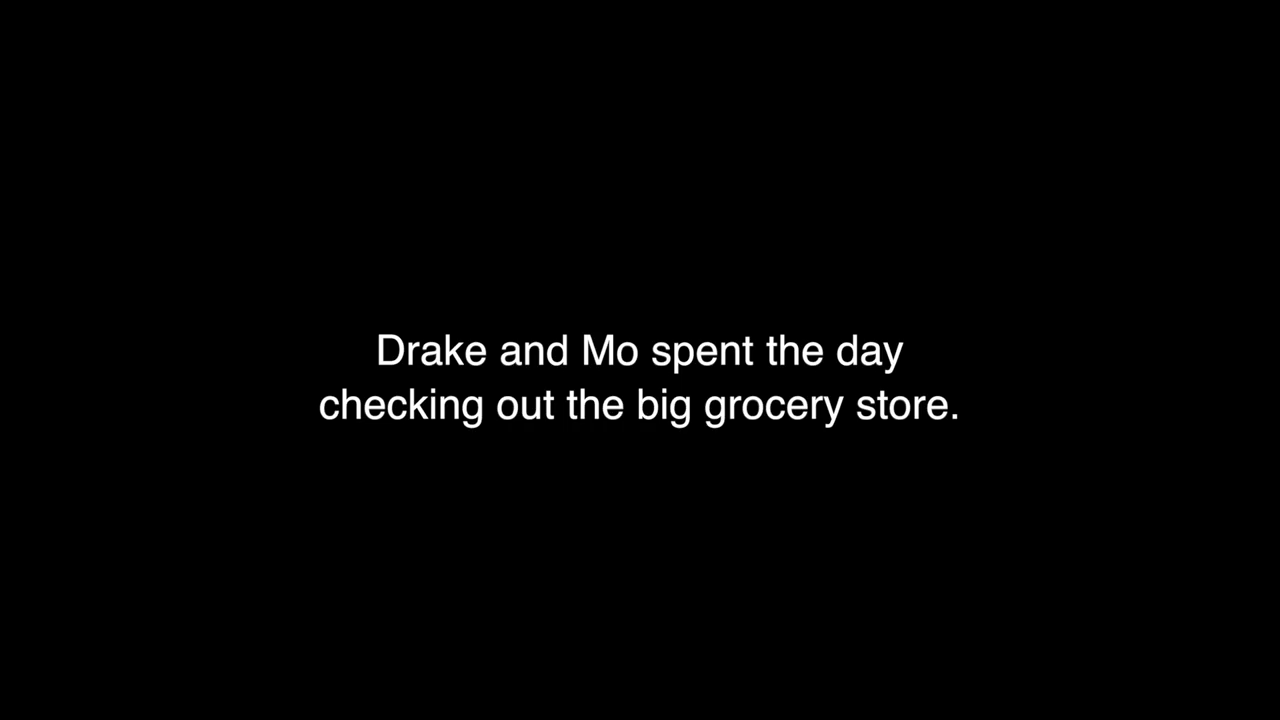 Drake and Mo spent the day
checking out the big grocery store.